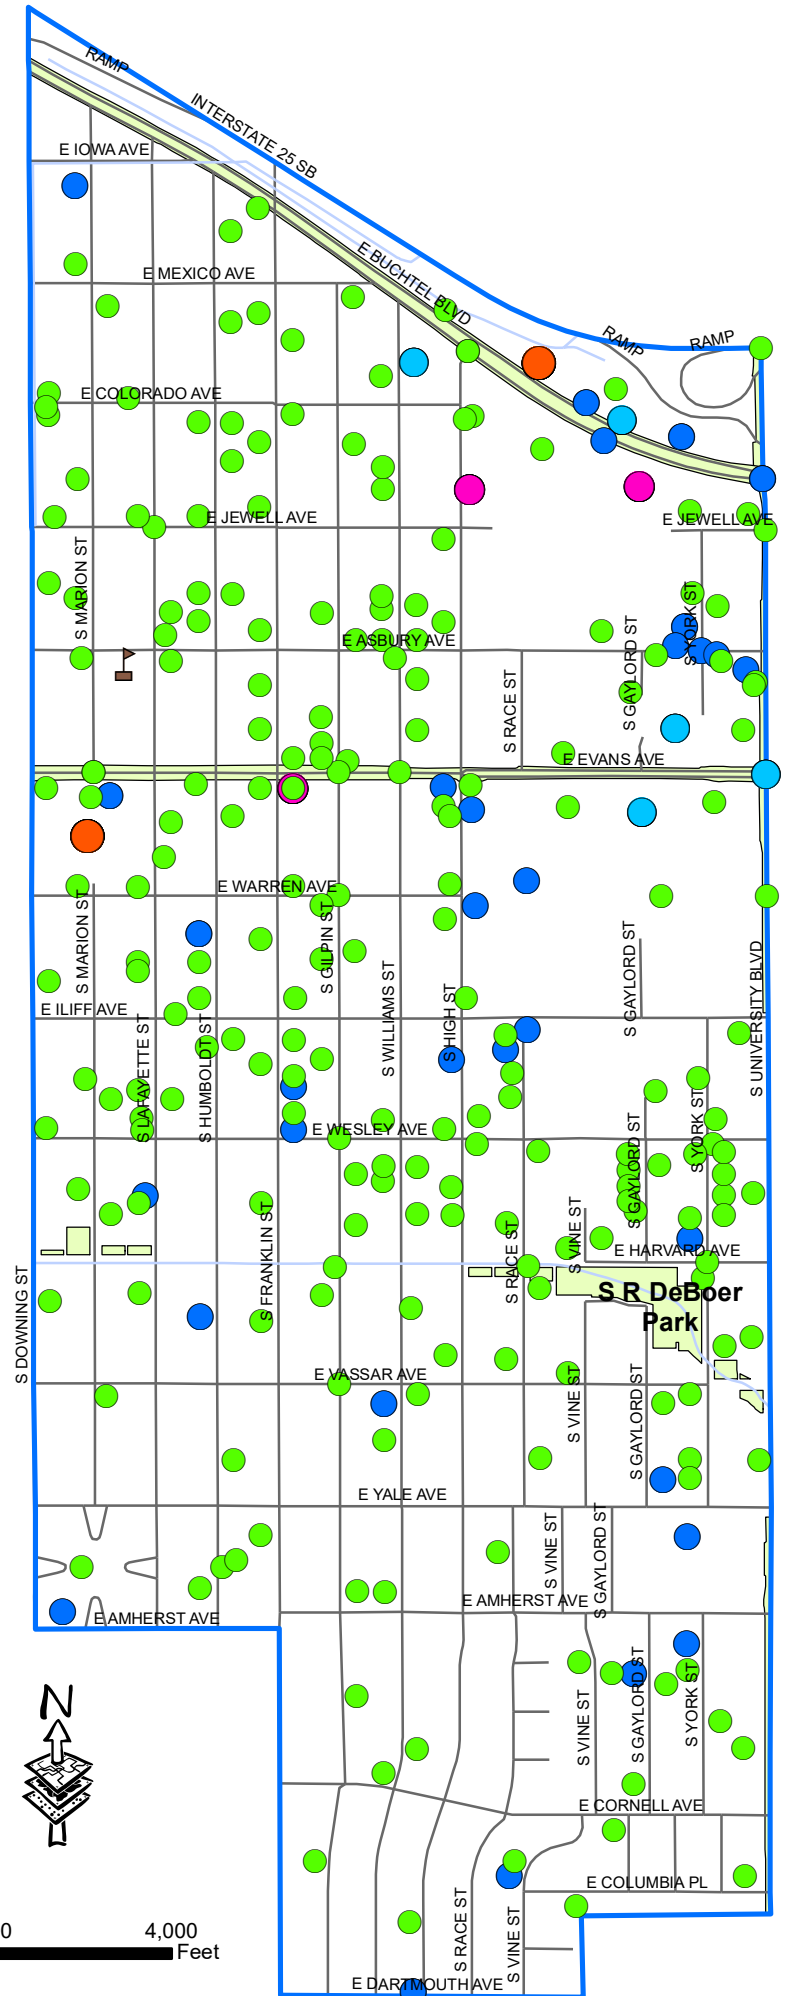 RAMP
INTERSTATE 25 SB
E IOWA AVE
E BUCHTEL BLVD
E MEXICO AVE
RAMP
RAMP
E COLORADO AVE
E JEWELL AVE
E JEWELL AVE
S MARION ST
S YORK ST
S GAYLORD ST
E ASBURY AVE
S RACE ST
E EVANS AVE
E WARREN AVE
S MARION ST
S GILPIN ST
S GAYLORD ST
S WILLIAMS ST
S HIGH ST
S UNIVERSITY BLVD
E ILIFF AVE
S LAFAYETTE ST
S HUMBOLDT ST
S YORK ST
S GAYLORD ST
E WESLEY AVE
S FRANKLIN ST
S RACE ST
S VINE ST
E HARVARD AVE
S DOWNING ST
S R DeBoer
Park
E VASSAR AVE
S VINE ST
S GAYLORD ST
E YALE AVE
S VINE ST
S GAYLORD ST
E AMHERST AVE
E AMHERST AVE
S VINE ST
S GAYLORD ST
S YORK ST
N
E CORNELL AVE
E COLUMBIA PL
S RACE ST
S VINE ST
0 4,000
Feet
E DARTMOUTH AVE